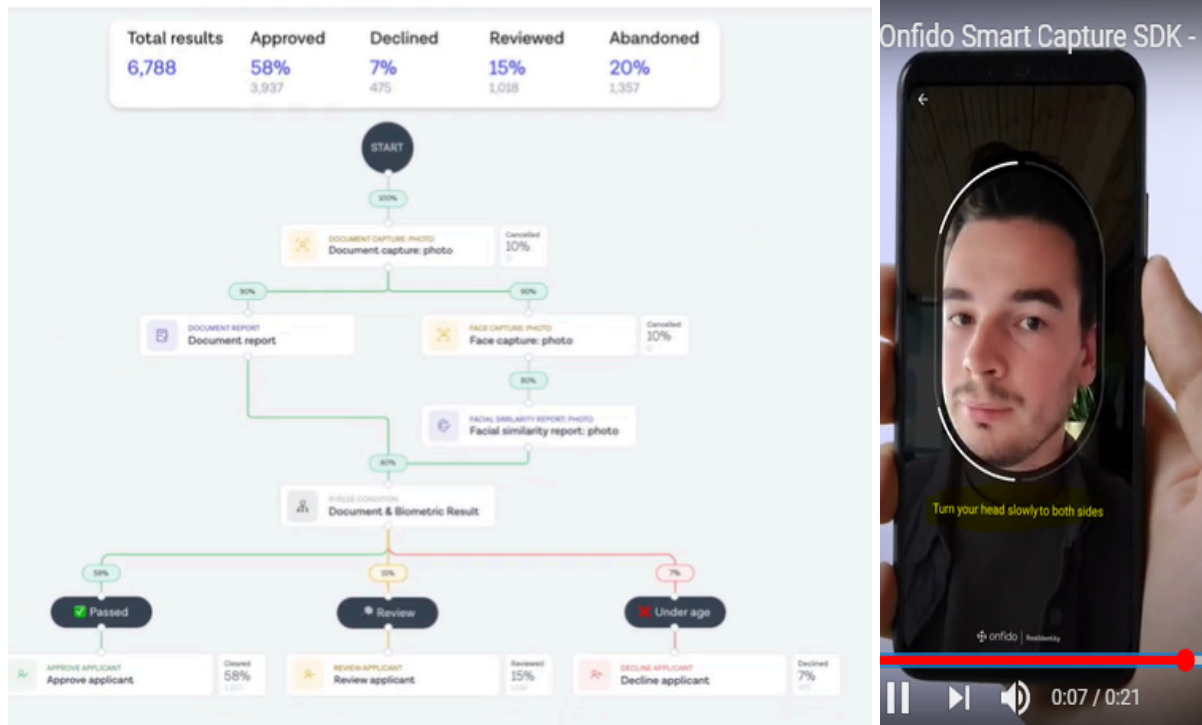 Total results Approved Declined Reviewed Abandoned
6,788 58% 7% 15% 20%
3,937 475 1,018 1,357
START
100%
DOCUMENT CAPTURE: PHOTO
Document capture: photo
Cancelled
10%
90% 90%
DOCUMENT REPORT
Document report
FACE CAPTURE: PHOTO
Face capture: photo
Cancelled
10%
80%
FACIAL SIMILARITY REPORT: PHOTO
Facial similarity report: photo
80%
IF/ELSE CONDITION
Document & Biometric Result
15% 7%
Passed Review Under age
APPROVE APPLICANT
Approve applicant
Cleared
58%
REVIEW APPLICANT
Review applicant
Reviewed
15%
DECLINE APPLICANT
Decline applicant
Declined
7%
Onfido Smart Capture SDK -
Turn your head slowly to both sides
onfido | RealIdentity
0:07 / 0:21